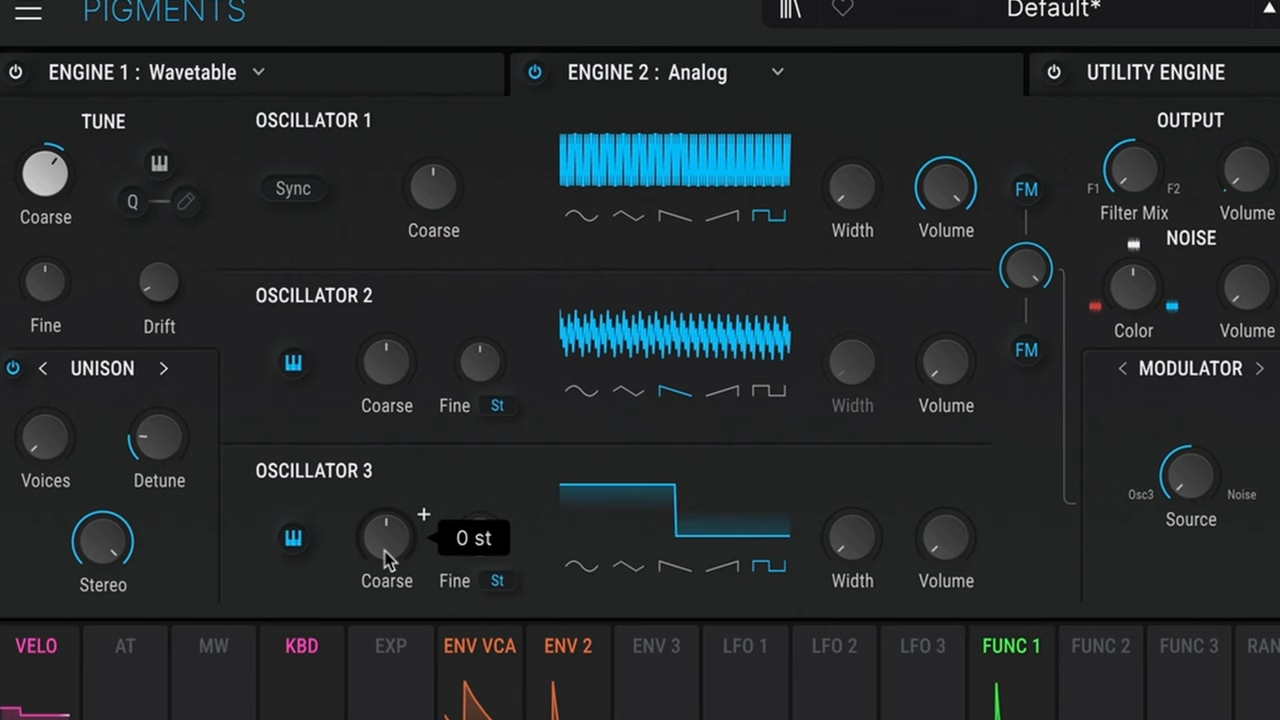 PIGMENTS
Default*
ENGINE 1 : Wavetable
ENGINE 2 : Analog
UTILITY ENGINE
TUNE
Coarse
Q
Fine
Drift
UNISON
Voices
Detune
Stereo
OSCILLATOR 1
Sync
Coarse
Width
Volume
FM
OSCILLATOR 2
Coarse
Fine
St
Width
Volume
FM
OSCILLATOR 3
Coarse
0 st
Fine
St
Width
Volume
OUTPUT
F1
F2
Filter Mix
Volume
NOISE
Color
Volume
MODULATOR
Osc3
Noise
Source
VELO
AT
MW
KBD
EXP
ENV VCA
ENV 2
ENV 3
LFO 1
LFO 2
LFO 3
FUNC 1
FUNC 2
FUNC 3
RAN